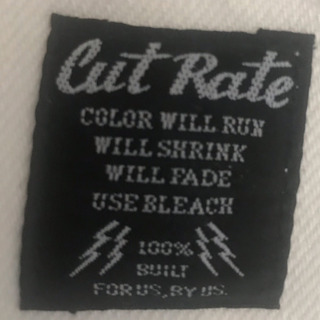 Cut Rate
COLOR WILL RUN
WILL SHRINK
WILL FADE
USE BLEACH
100%
BUILT
FOR US, BY US.